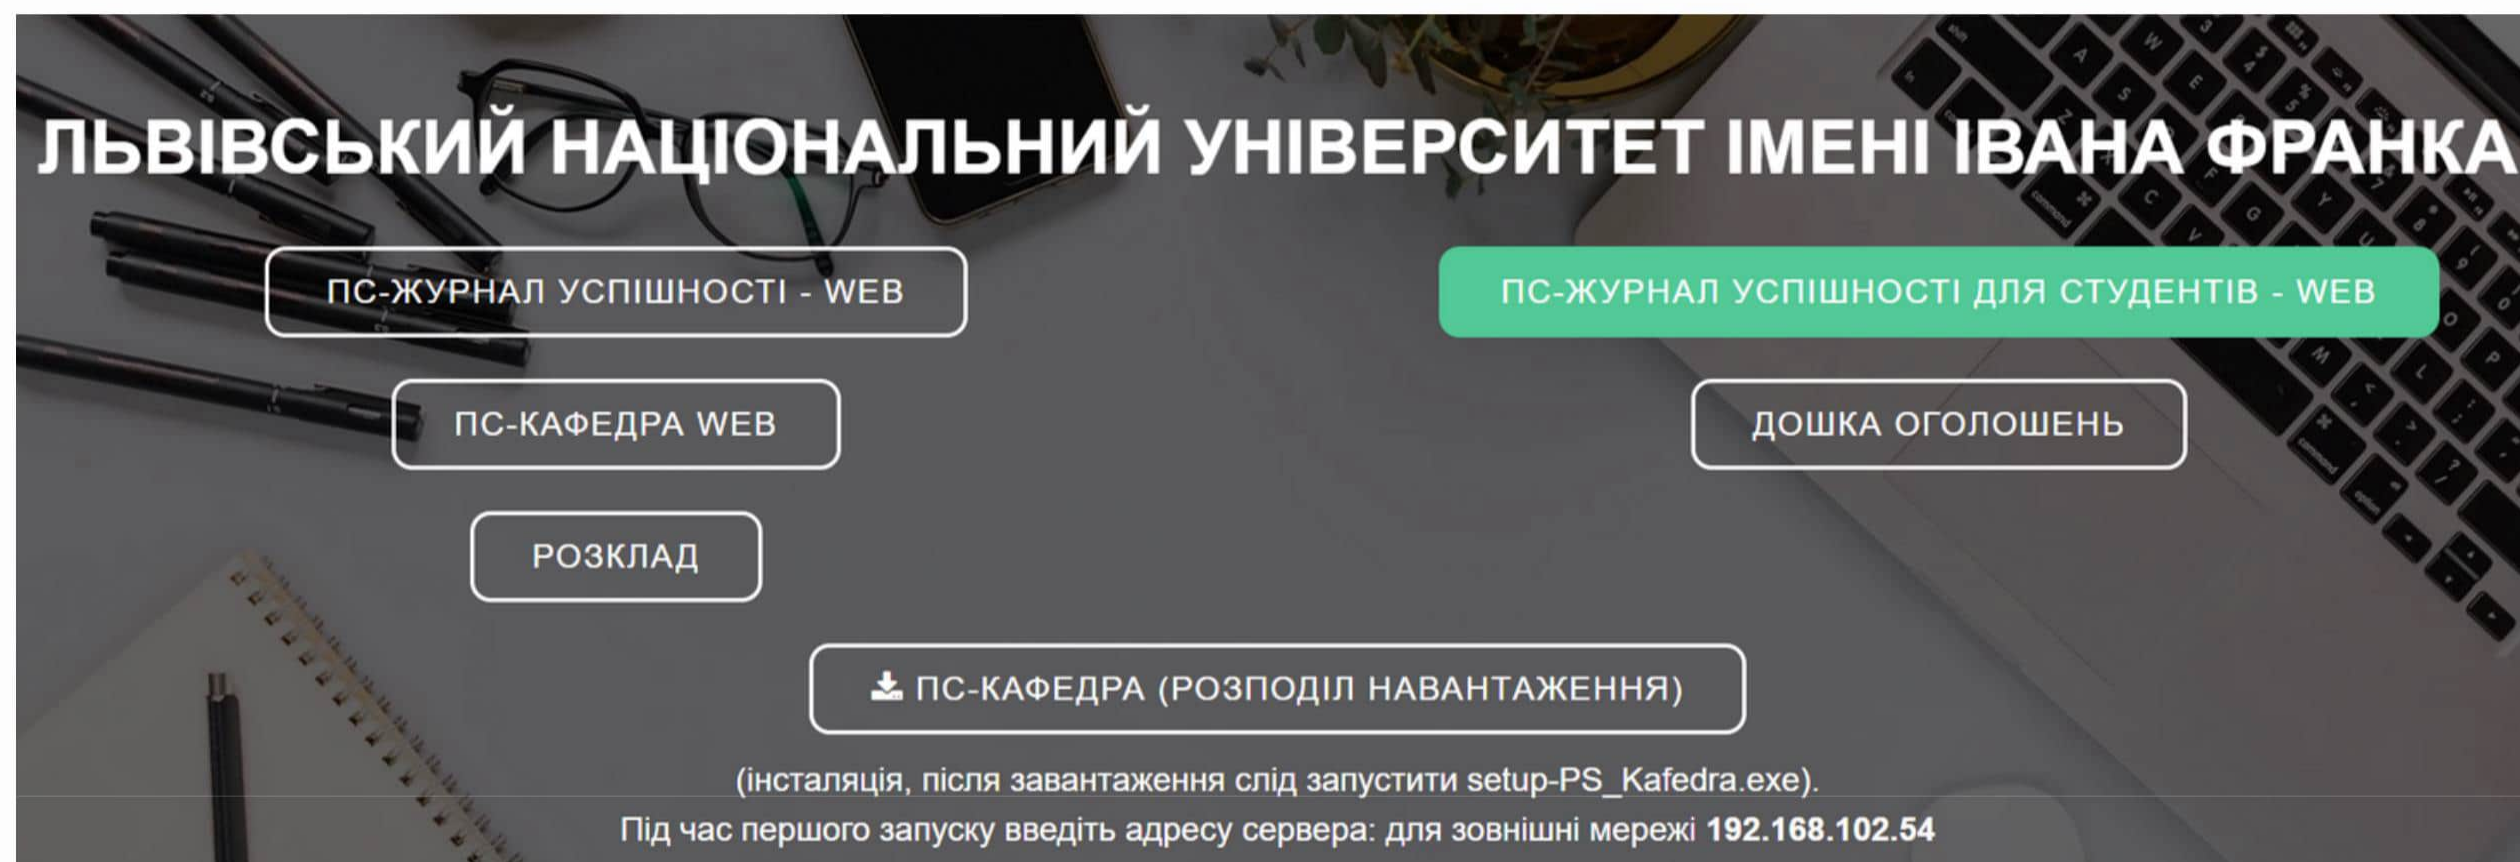 ЛЬВІВСЬКИЙ НАЦІОНАЛЬНИЙ УНІВЕРСИТЕТ ІМЕНІ ІВАНА ФРАНКА
ПС-ЖУРНАЛ УСПІШНОСТІ - WEB
ПС-ЖУРНАЛ УСПІШНОСТІ ДЛЯ СТУДЕНТІВ - WEB
ПС-КАФЕДРА WEB
ДОШКА ОГОЛОШЕНЬ
РОЗКЛАД
ПС-КАФЕДРА (РОЗПОДІЛ НАВАНТАЖЕННЯ)
(інсталяція, після завантаження слід запустити setup-PS_Kafedra.exe).
Під час першого запуску введіть адресу сервера: для зовнішні мережі 192.168.102.54